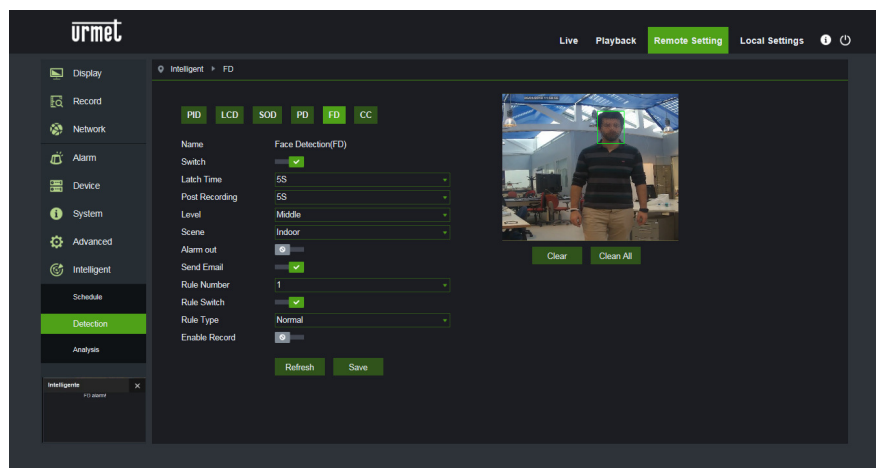 urmet
Live Playback Remote Setting Local Settings
Display
Record
Network
Alarm
Device
System
Advanced
Intelligent
Schedule
Detection
Analysis
Intelligente
FD alarm!
Intelligent FD
PID LCD SOD PD FD CC
Name Face Detection(FD)
Switch
Latch Time 5S
Post Recording 5S
Level Middle
Scene Indoor
Alarm out
Send Email
Rule Number 1
Rule Switch
Rule Type Normal
Enable Record
Refresh Save
Clear Clean All